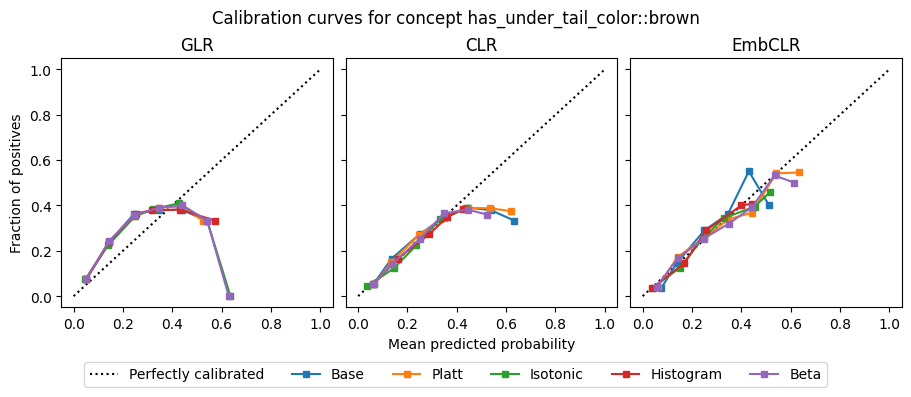 Calibration curves for concept has_under_tail_color::brown
GLR
CLR
EmbCLR
Fraction of positives
1.0
0.8
0.6
0.4
0.2
0.0
0.0 0.2 0.4 0.6 0.8 1.0
0.0 0.2 0.4 0.6 0.8 1.0
0.0 0.2 0.4 0.6 0.8 1.0
Mean predicted probability
Perfectly calibrated Base Platt Isotonic Histogram Beta